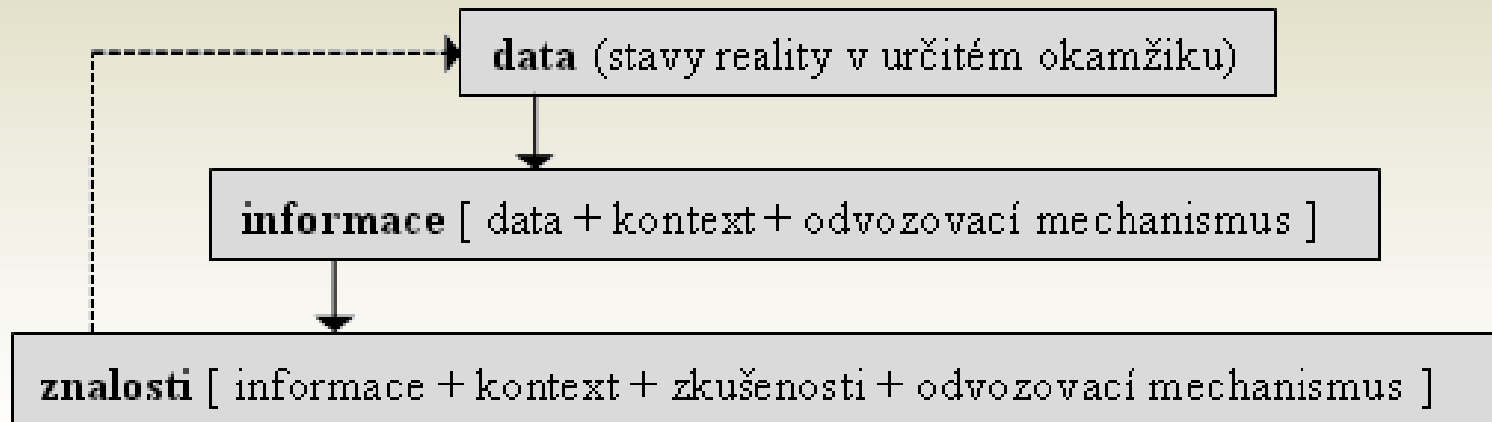 data (stavy reality v určitém okamžiku)
informace [ data + kontext + odvozovací mechanismus ]
znalosti [ informace + kontext + zkušenosti + odvozovací mechanismus ]